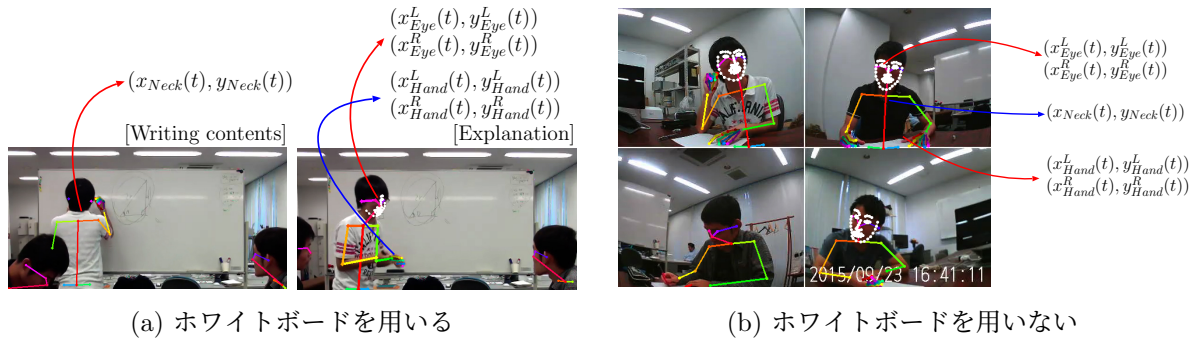 (x_{Neck}(t), y_{Neck}(t))
(x^L_{Eye}(t), y^L_{Eye}(t))
(x^R_{Eye}(t), y^R_{Eye}(t))
(x^L_{Hand}(t), y^L_{Hand}(t))
(x^R_{Hand}(t), y^R_{Hand}(t))
[Writing contents]
[Explanation]
(a) ホワイトボードを用いる
(x^L_{Eye}(t), y^L_{Eye}(t))
(x^R_{Eye}(t), y^R_{Eye}(t))
(x_{Neck}(t), y_{Neck}(t))
(x^L_{Hand}(t), y^L_{Hand}(t))
(x^R_{Hand}(t), y^R_{Hand}(t))
2015/09/23 16:41:11
(b) ホワイトボードを用いない